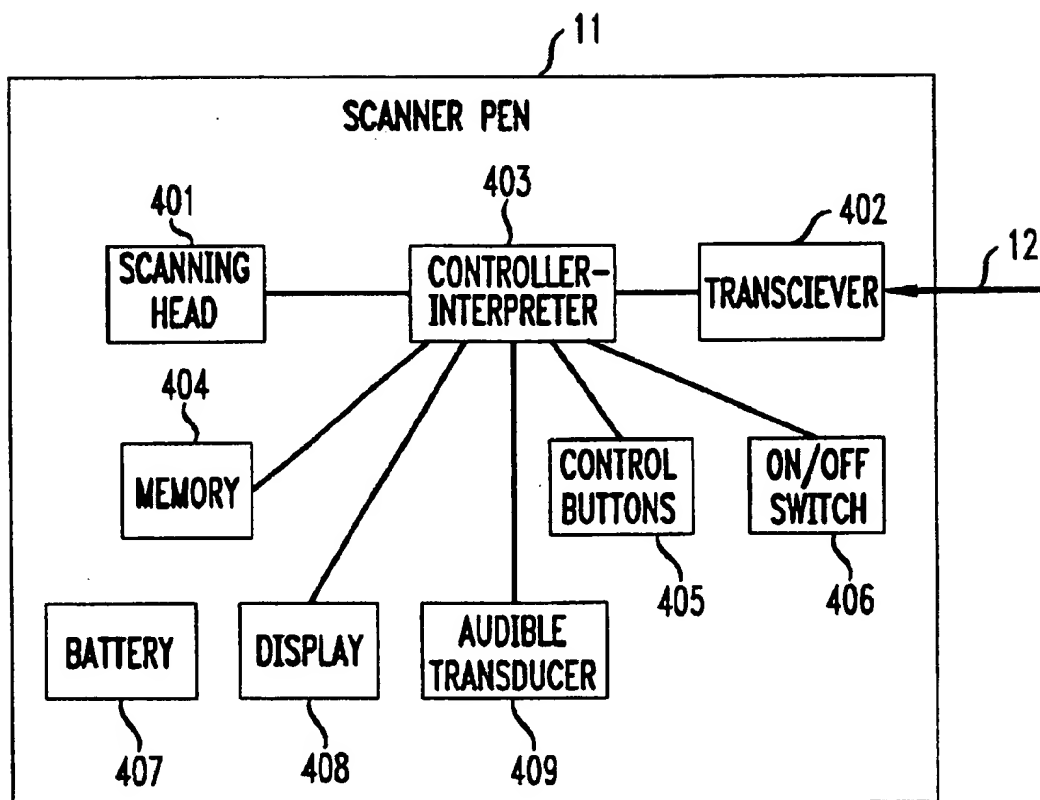 11
SCANNER PEN
401
403
402
12
SCANNING
HEAD
CONTROLLER-
INTERPRETER
TRANSCIEVER
404
MEMORY
CONTROL
BUTTONS
ON/OFF
SWITCH
405
406
BATTERY
DISPLAY
AUDIBLE
TRANSDUCER
407
408
409